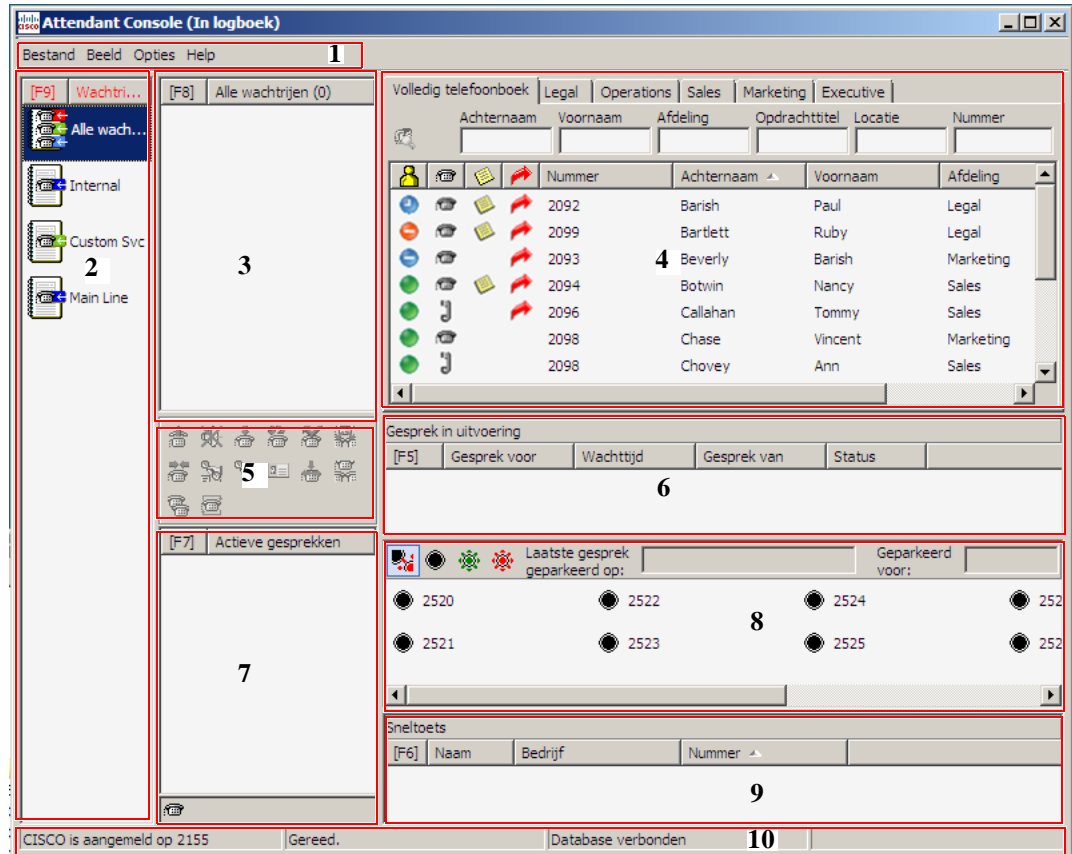 CISCO Attendant Console (In logboek)
Bestand Beeld Opties Help 1
[F9] Wachtri...
Alle wach...
Internal
Custom Svc
2
Main Line
[F8] Alle wachtrijen (0)
3
Volledig telefoonboek Legal Operations Sales Marketing Executive
Achternaam Voornaam Afdeling Opdrachttitel Locatie Nummer
Nummer Achternaam Voornaam Afdeling
2092 Barish Paul Legal
2099 Bartlett Ruby Legal
2093 Beverly Barish Marketing
4
2094 Botwin Nancy Sales
2096 Callahan Tommy Sales
2098 Chase Vincent Marketing
2098 Chovey Ann Sales
5
Gesprek in uitvoering
[F5] Gesprek voor Wachttijd Gesprek van Status
6
[F7] Actieve gesprekken
7
Laatste gesprek geparkeerd op:
Geparkeerd voor:
2520 2522 2524 252
8
2521 2523 2525 252
Sneltoets
[F6] Naam Bedrijf Nummer
9
CISCO is aangemeld op 2155 Gereed. Database verbonden 10